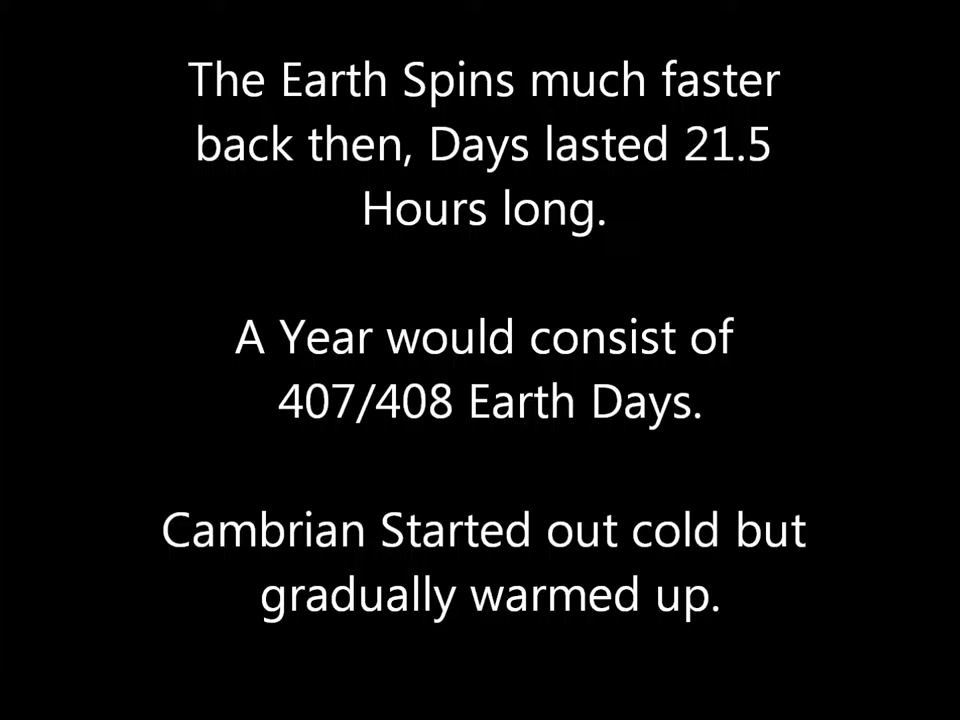 The Earth Spins much faster
back then, Days lasted 21.5
Hours long.
A Year would consist of
407/408 Earth Days.
Cambrian Started out cold but
gradually warmed up.